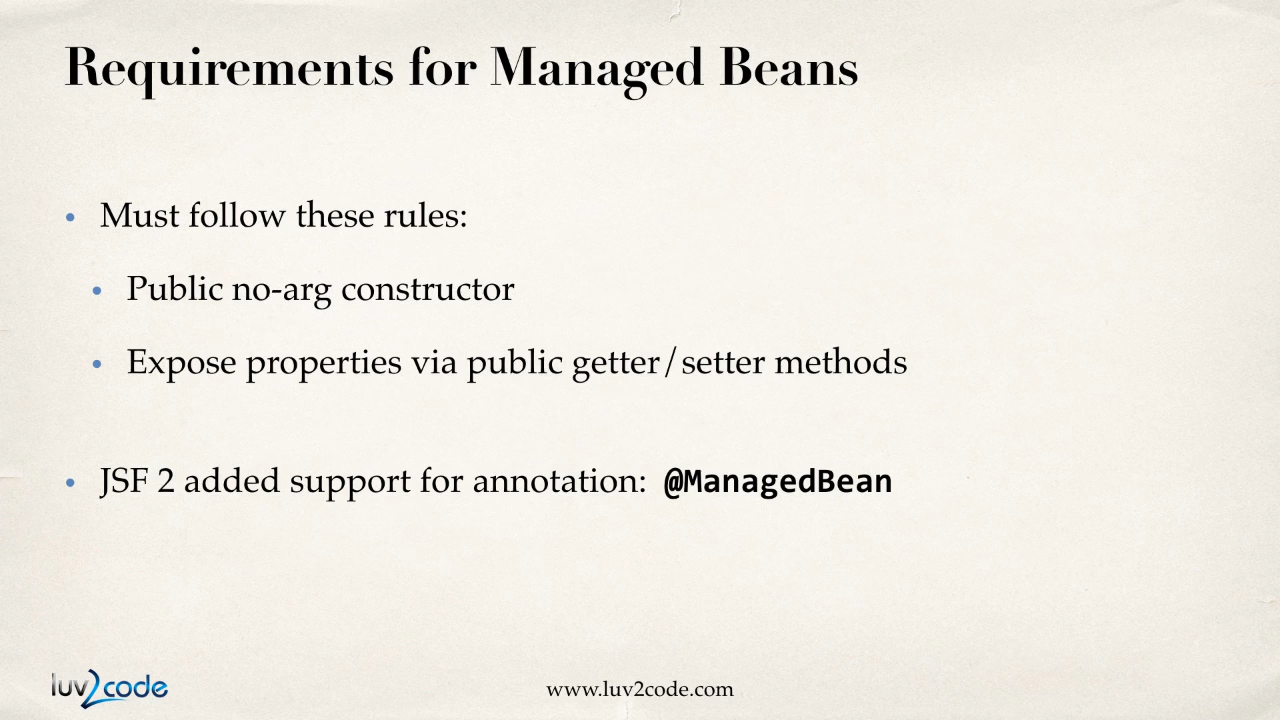 Requirements for Managed Beans
• Must follow these rules:
• Public no-arg constructor
• Expose properties via public getter/setter methods
• JSF 2 added support for annotation: @ManagedBean
luv2code
www.luv2code.com